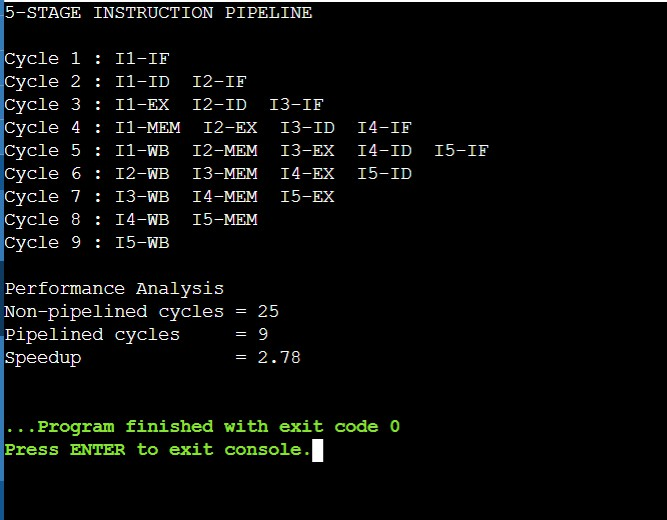 5-STAGE INSTRUCTION PIPELINE
Cycle 1 : I1-IF
Cycle 2 : I1-ID  I2-IF
Cycle 3 : I1-EX  I2-ID  I3-IF
Cycle 4 : I1-MEM  I2-EX  I3-ID  I4-IF
Cycle 5 : I1-WB  I2-MEM  I3-EX  I4-ID  I5-IF
Cycle 6 : I2-WB  I3-MEM  I4-EX  I5-ID
Cycle 7 : I3-WB  I4-MEM  I5-EX
Cycle 8 : I4-WB  I5-MEM
Cycle 9 : I5-WB
Performance Analysis
Non-pipelined cycles = 25
Pipelined cycles     = 9
Speedup              = 2.78
...Program finished with exit code 0
Press ENTER to exit console.